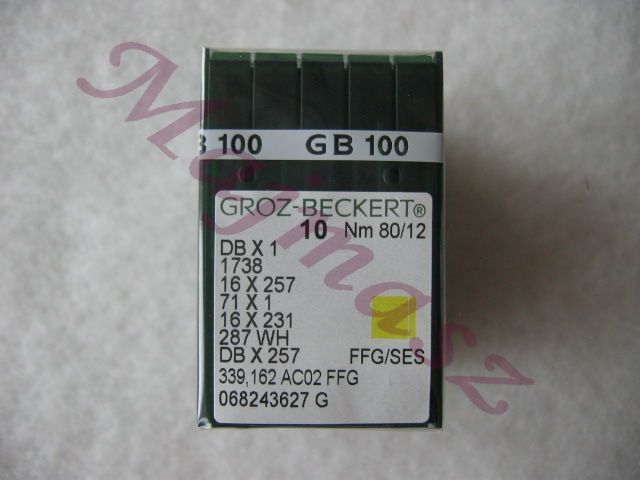 B 100 GB 100
GROZ-BECKERT®
10 Nm 80/12
DB X 1
1738
16 X 257
71 X 1
16 X 231
287 WH
DB X 257 FFG/SES
339,162 AC02 FFG
068243627 G
Majmasz